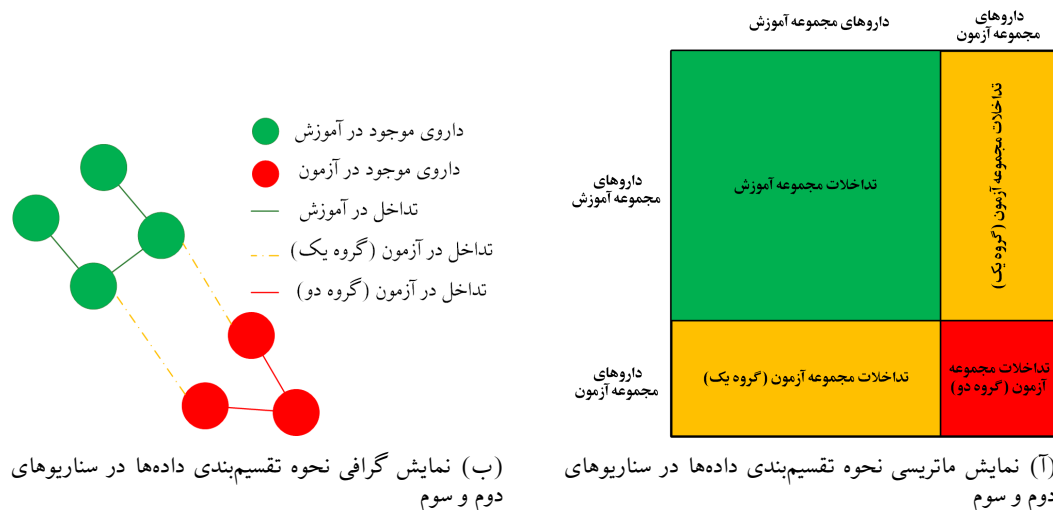 داروهای مجموعه آموزش
داروهای
مجموعه آزمون
داروهای
مجموعه آموزش
تداخلات مجموعه آموزش
تداخلات مجموعه آزمون (گروه یک)
داروهای
مجموعه آزمون
تداخلات مجموعه آزمون (گروه یک)
تداخلات مجموعه
آزمون (گروه دو)
(آ) نمایش ماتریسی نحوه تقسیم‌بندی داده‌ها در سناریوهای
دوم و سوم
داروی موجود در آموزش
داروی موجود در آزمون
تداخل در آموزش
تداخل در آزمون (گروه یک)
تداخل در آزمون (گروه دو)
(ب) نمایش گرافی نحوه تقسیم‌بندی داده‌ها در سناریوهای
دوم و سوم